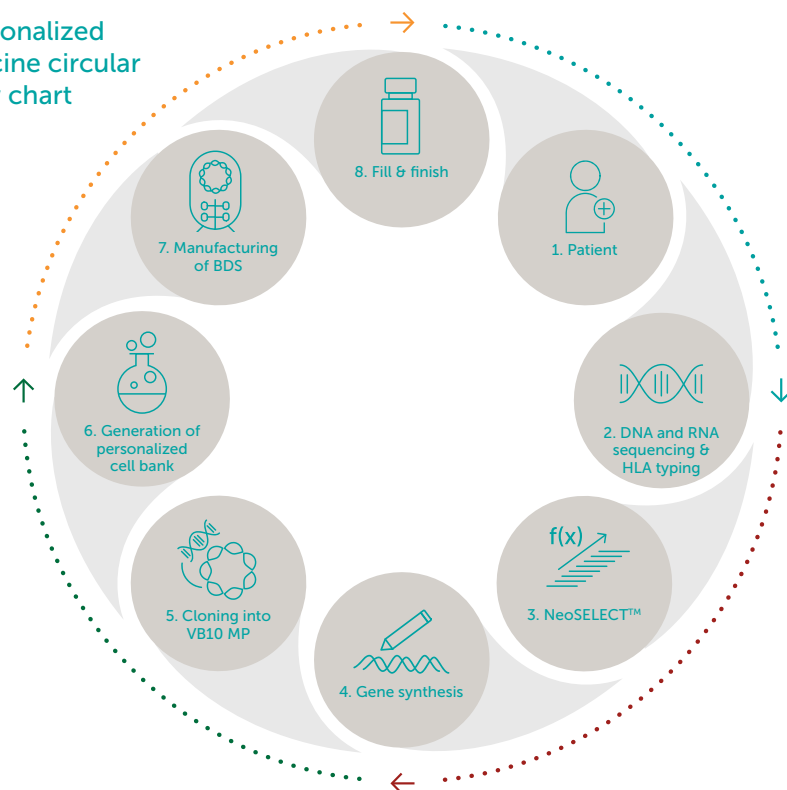 onalized
cine circular
chart
8. Fill & finish
1. Patient
2. DNA and RNA
sequencing &
HLA typing
f(x)
3. NeoSELECT™
4. Gene synthesis
5. Cloning into
VB10 MP
6. Generation of
personalized
cell bank
7. Manufacturing
of BDS